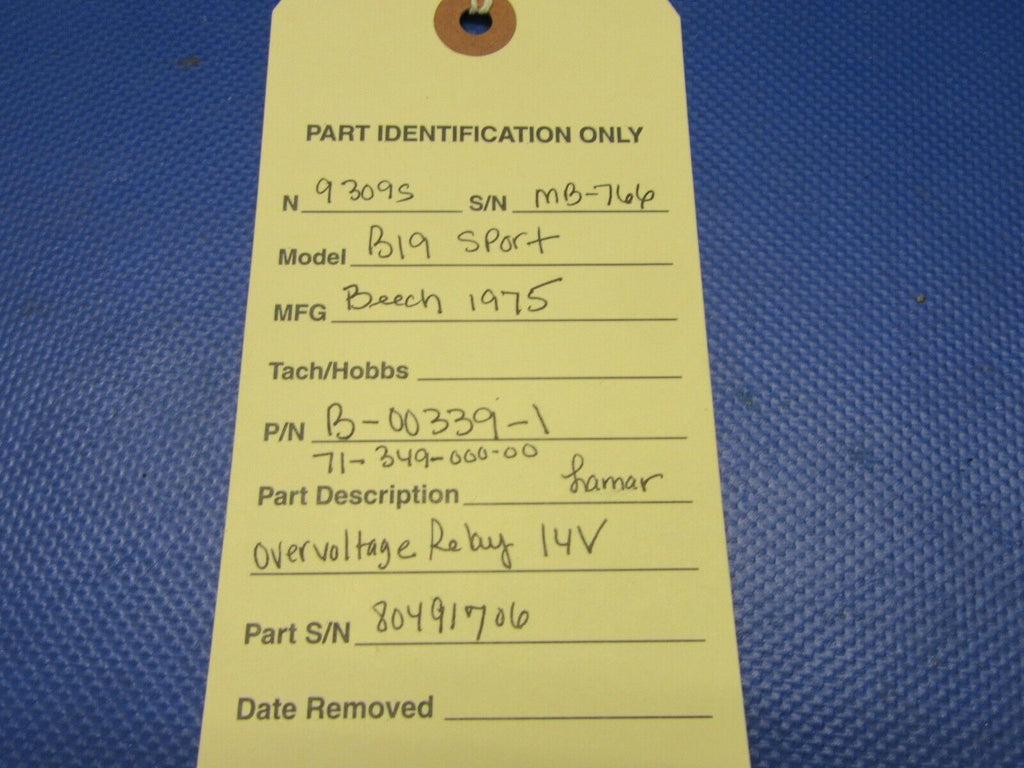 PART IDENTIFICATION ONLY
N 9309S S/N MB-766
Model B19 Sport
MFG Beech 1975
Tach/Hobbs
P/N B-00339-1
71-349-000-00
Part Description Lamar
Overvoltage Relay 14V
Part S/N 80491706
Date Removed